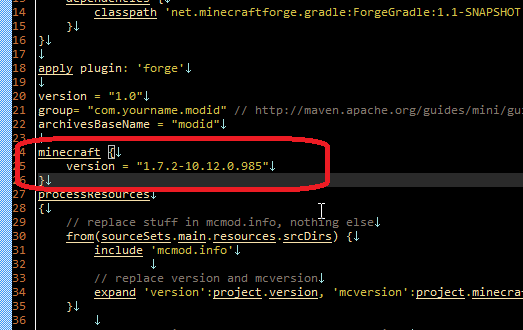 13 dependencies {↓
14 classpath 'net.minecraftforge.gradle:ForgeGradle:1.1-SNAPSHOT
15 }↓
16 }↓
17 ↓
18 apply plugin: 'forge'↓
19 ↓
20 version = "1.0"↓
21 group= "com.yourname.modid" // http://maven.apache.org/guides/mini/gui
22 archivesBaseName = "modid"↓
23 ↓
24 minecraft {↓
25 version = "1.7.2-10.12.0.985"↓
26 }↓
27 processResources↓
28 {↓
29 // replace stuff in mcmod.info, nothing else↓
30 from(sourceSets.main.resources.srcDirs) {↓
31 include 'mcmod.info'↓
32 ↓
33 // replace version and mcversion↓
34 expand 'version':project.version, 'mcversion':project.minecra
35 }↓
36 ↓